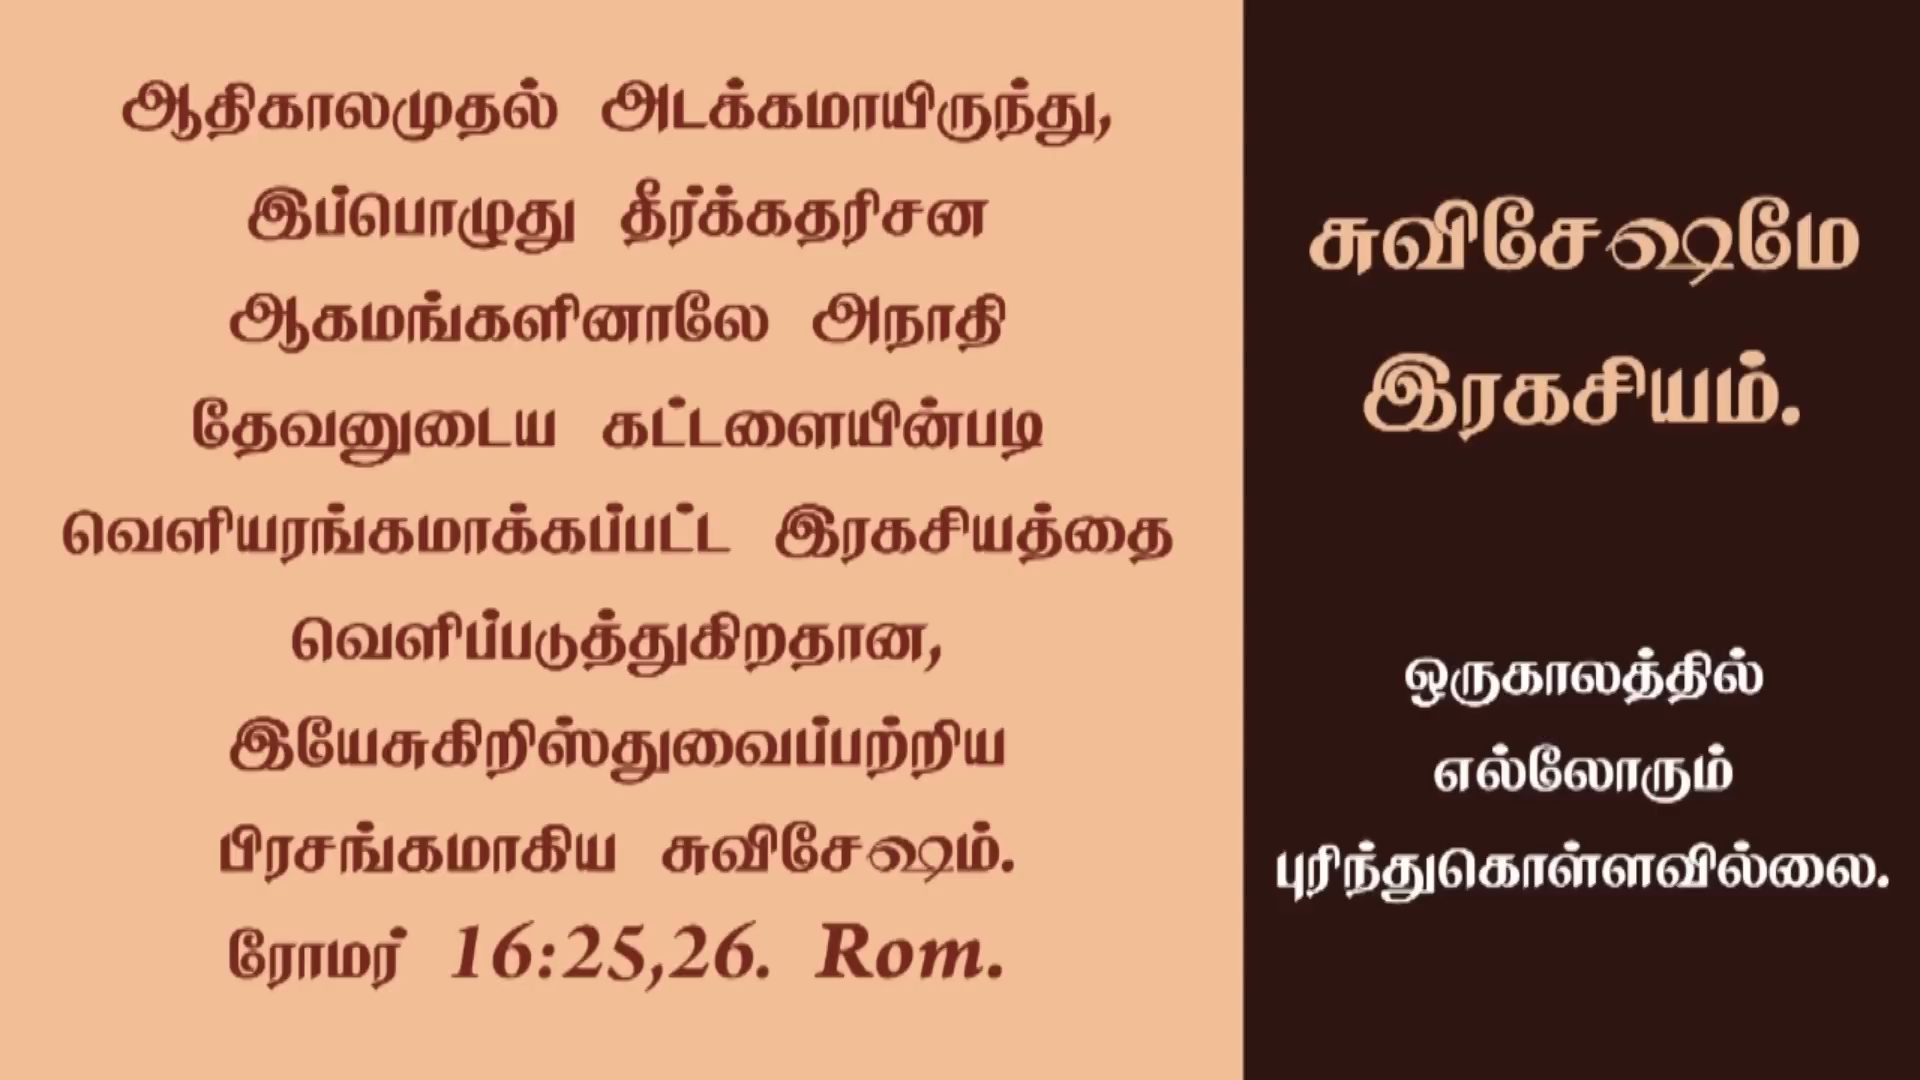 ஆதிகாலமுதல் அடக்கமாயிருந்து,
இப்பொழுது தீர்க்கதரிசன
ஆகமங்களினாலே அநாதி
தேவனுடைய கட்டளையின்படி
வெளியரங்கமாக்கப்பட்ட இரகசியத்தை
வெளிப்படுத்துகிறதான,
இயேசுகிறிஸ்துவைப்பற்றிய
பிரசங்கமாகிய சுவிசேஷம்.
ரோமர் 16:25,26. Rom.
சுவிசேஷமே
இரகசியம்.
ஒருகாலத்தில்
எல்லோரும்
புரிந்துகொள்ளவில்லை.